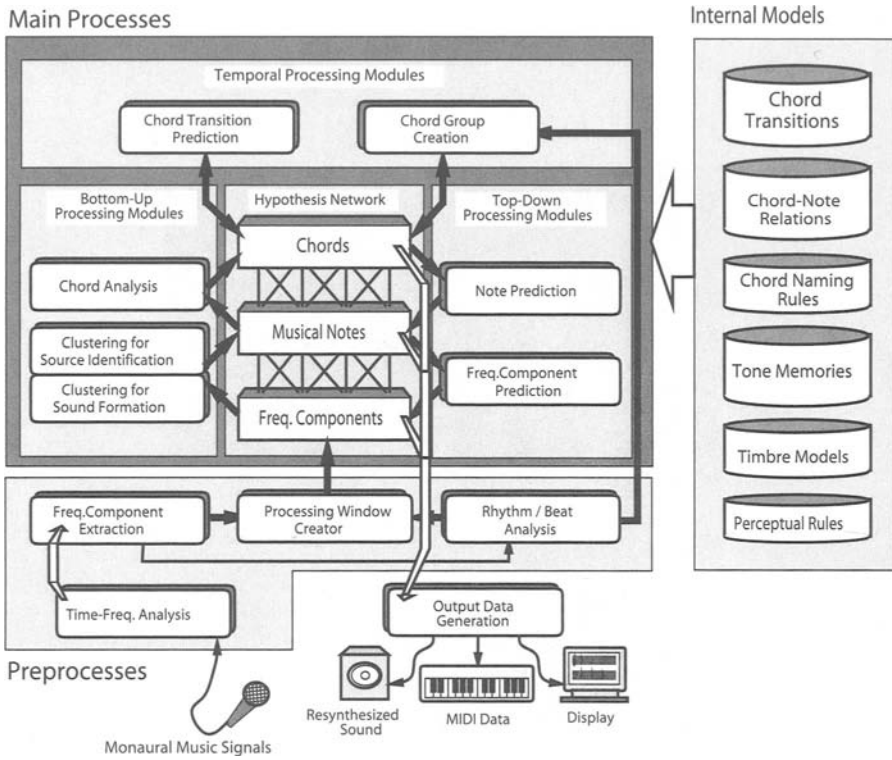 Main Processes
Internal Models
Temporal Processing Modules
Chord Transition
Prediction
Chord Group
Creation
Bottom-Up
Processing Modules
Hypothesis Network
Top-Down
Processing Modules
Chords
Chord Analysis
Note Prediction
Musical Notes
Clustering for
Source Identification
Clustering for
Sound Formation
Freq.Component
Prediction
Freq. Components
Freq.Component
Extraction
Processing Window
Creator
Rhythm / Beat
Analysis
Time-Freq. Analysis
Output Data
Generation
Preprocesses
Monaural Music Signals
Resynthesized
Sound
MIDI Data
Display
Chord
Transitions
Chord-Note
Relations
Chord Naming
Rules
Tone Memories
Timbre Models
Perceptual Rules